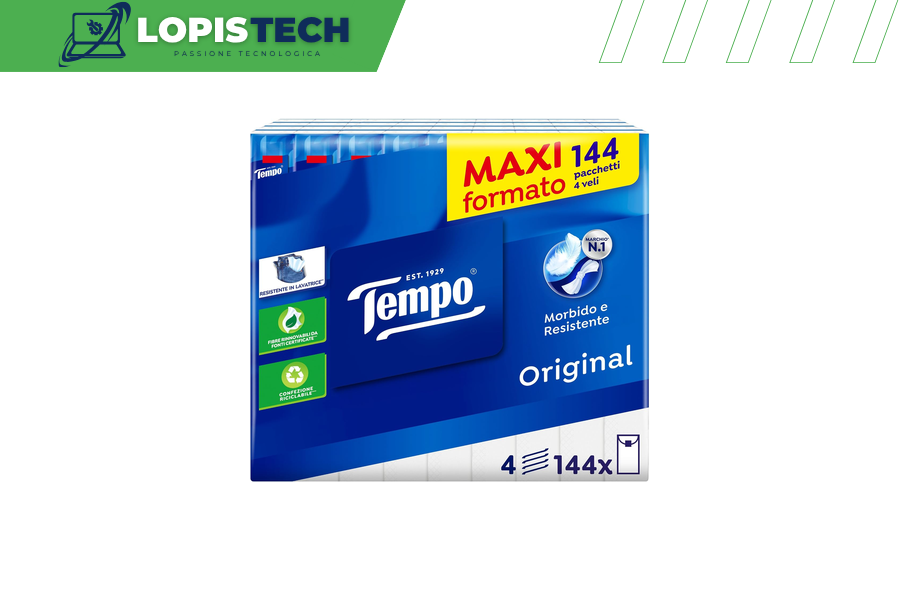 LOPISTECH
PASSIONE TECNOLOGICA
MAXI
formato
144
pacchetti
4 veli
Tempo
MARCHIO
N.1
RESISTENTE IN LAVATRICE
EST. 1929
Tempo®
Morbido e
Resistente
FIBRE RINNOVABILI DA
FONTI CERTIFICATE
Original
CONFEZIONE
RICICLABILE
4 144x